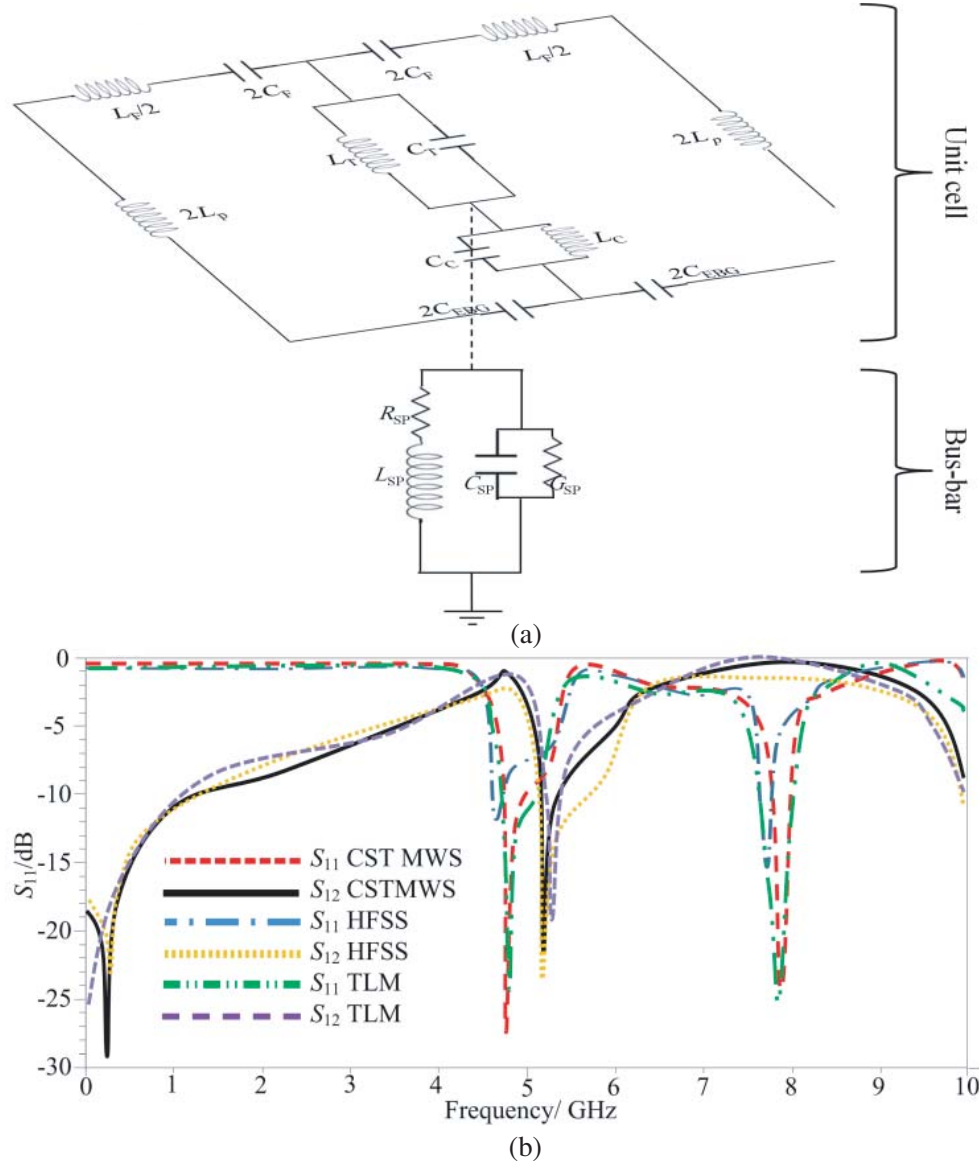 L_F/2
2C_F
2C_F
L_F/2
L_T
C_T
2L_p
2L_p
C_C
L_C
2C_EBG
2C_EBG
Unit cell
R_SP
L_SP
C_SP
G_SP
Bus-bar
(a)
S_11/dB
0
-5
-10
-15
-20
-25
-30
S_11 CST MWS
S_12 CSTMWS
S_11 HFSS
S_12 HFSS
S_11 TLM
S_12 TLM
0 1 2 3 4 5 6 7 8 9 10
Frequency/ GHz
(b)